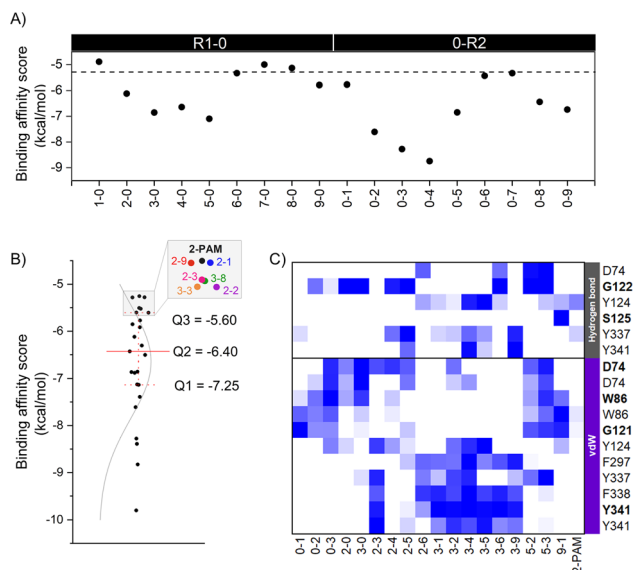 A)
R1-0 0-R2
Binding affinity score
(kcal/mol)
-5
-6
-7
-8
-9
1-0 2-0 3-0 4-0 5-0 6-0 7-0 8-0 9-0 0-1 0-2 0-3 0-4 0-5 0-6 0-7 0-8 0-9
B)
Binding affinity score
(kcal/mol)
-4
-5
-6
-7
-8
-9
-10
2-PAM
2-9 2-1
2-3 3-8
3-3 2-2
Q3 = -5.60
Q2 = -6.40
Q1 = -7.25
C)
D74
G122
Y124
S125
Y337
Y341
Hydrogen bond
D74
D74
W86
W86
G121
Y124
F297
Y337
F338
Y341
Y341
vdW
0-1 0-2 0-3 2-0 3-0 2-3 2-4 2-5 2-6 3-1 3-2 3-4 3-5 3-6 3-9 5-2 5-3 9-1 2-PAM